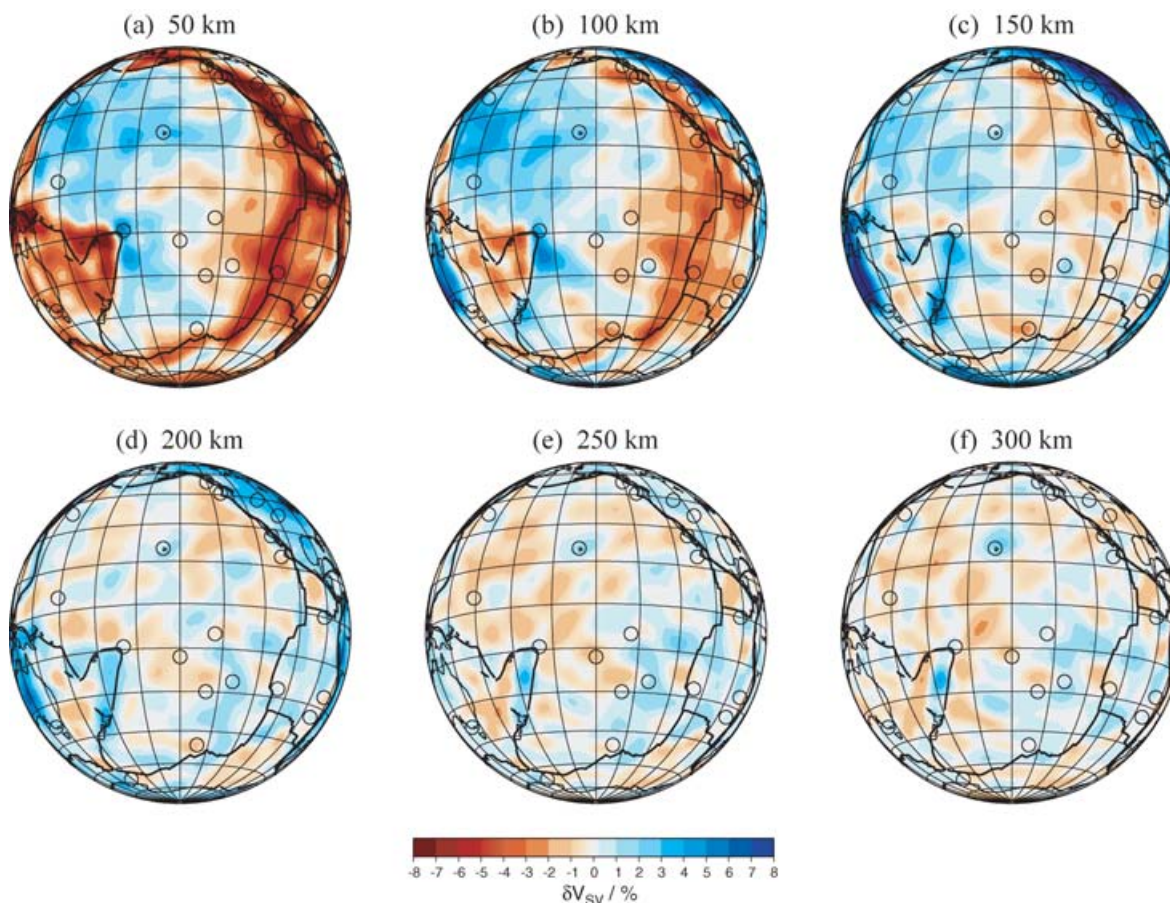 (a) 50 km
(b) 100 km
(c) 150 km
(d) 200 km
(e) 250 km
(f) 300 km
-8 -7 -6 -5 -4 -3 -2 -1 0 1 2 3 4 5 6 7 8
δVSV / %